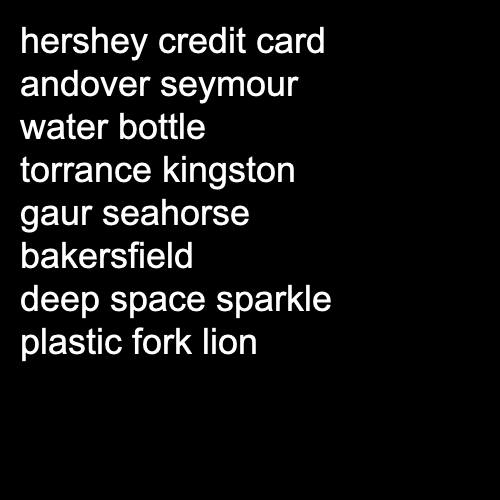 hershey credit card
andover seymour
water bottle
torrance kingston
gaur seahorse
bakersfield
deep space sparkle
plastic fork lion